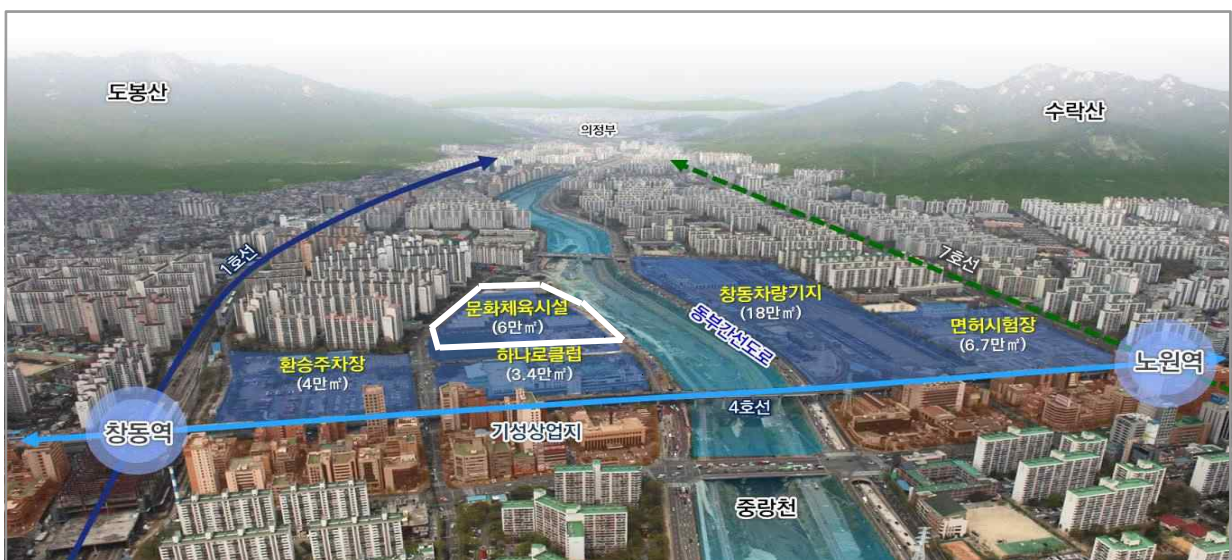 도봉산
수락산
의정부
1호선
7호선
문화체육시설
(6만㎡)
창동차량기지
(18만㎡)
동부간선도로
면허시험장
(6.7만㎡)
환승주차장
(4만㎡)
하나로클럽
(3.4만㎡)
노원역
4호선
창동역
기성상업지
중랑천